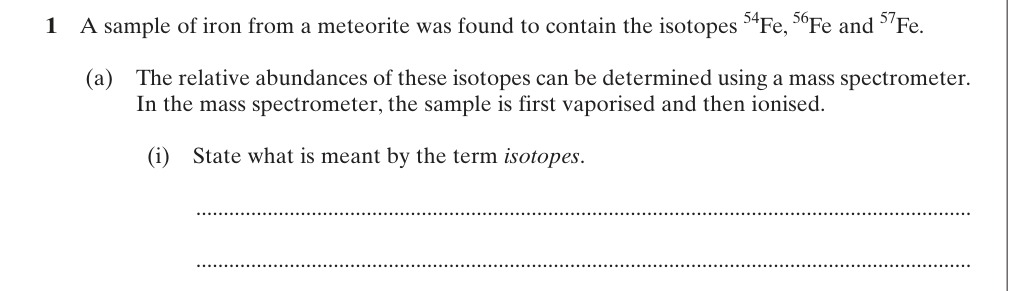 1 A sample of iron from a meteorite was found to contain the isotopes ⁵⁴Fe, ⁵⁶Fe and ⁵⁷Fe.
(a) The relative abundances of these isotopes can be determined using a mass spectrometer.
In the mass spectrometer, the sample is first vaporised and then ionised.
(i) State what is meant by the term isotopes.